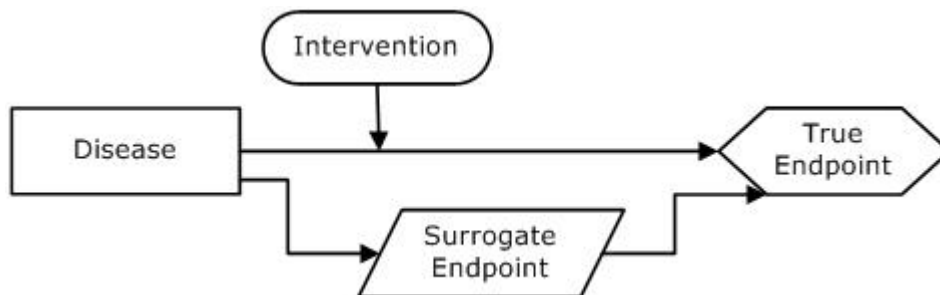 Intervention
Disease
True
Endpoint
Surrogate
Endpoint